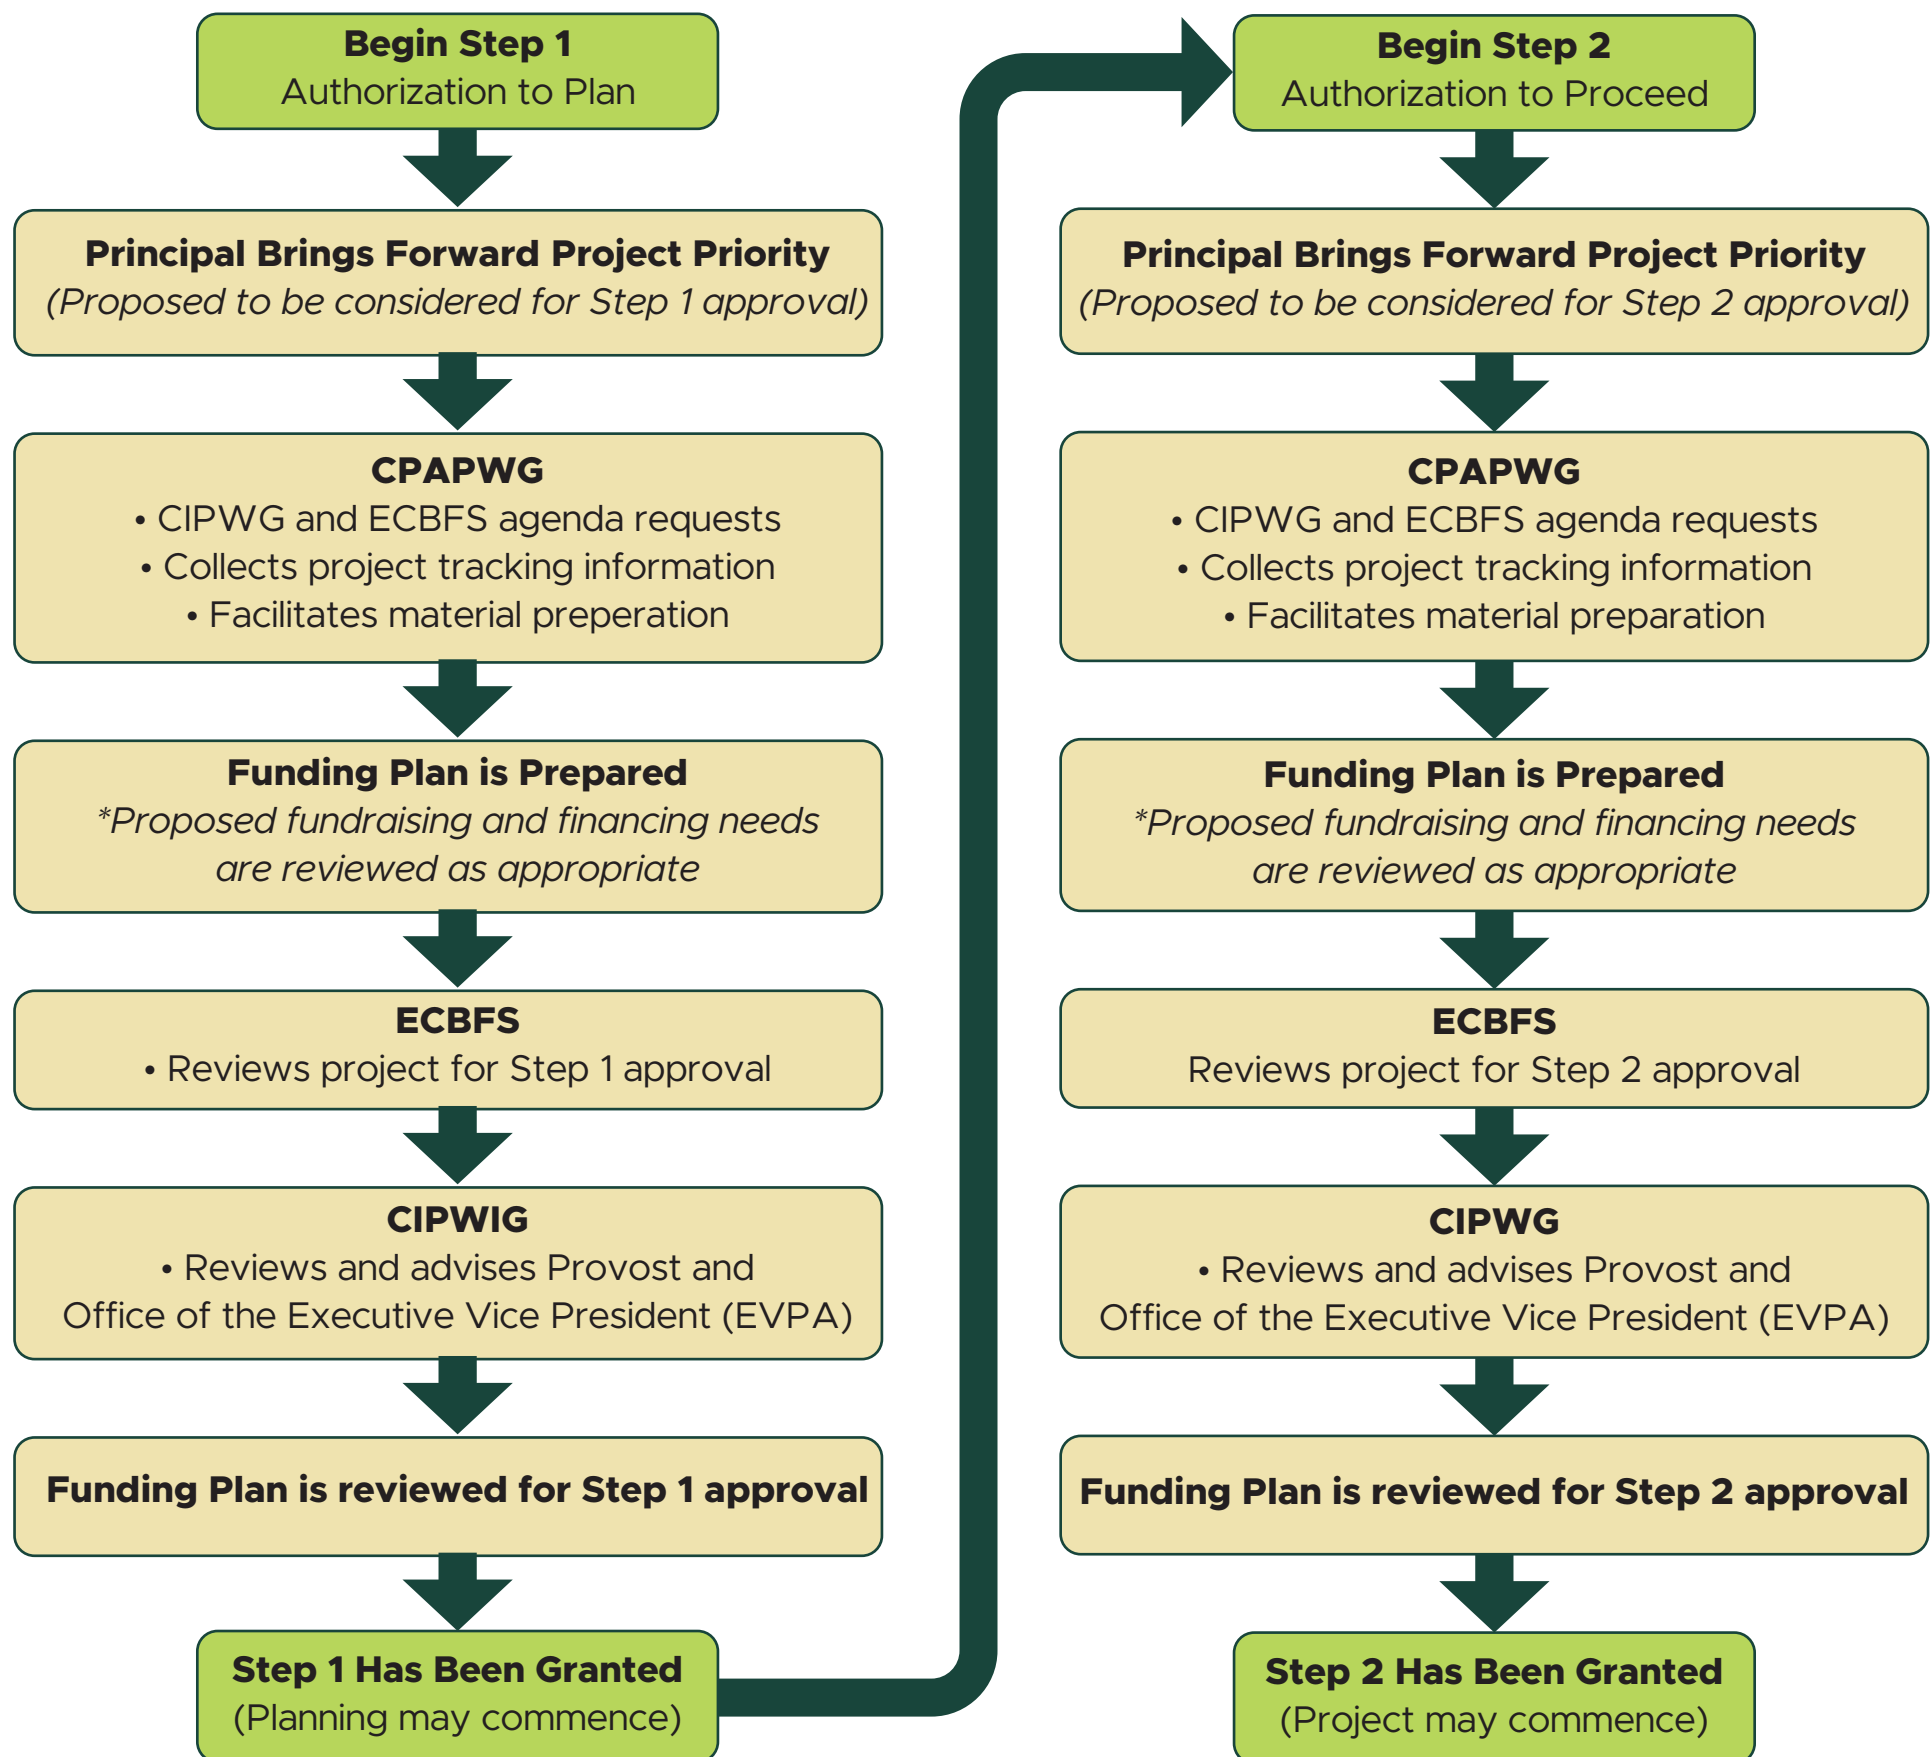 Begin Step 1
Authorization to Plan
Principal Brings Forward Project Priority
(Proposed to be considered for Step 1 approval)
CPAPWG
• CIPWG and ECBFS agenda requests
• Collects project tracking information
• Facilitates material preperation
Funding Plan is Prepared
*Proposed fundraising and financing needs
are reviewed as appropriate
ECBFS
• Reviews project for Step 1 approval
CIPWIG
• Reviews and advises Provost and
Office of the Executive Vice President (EVPA)
Funding Plan is reviewed for Step 1 approval
Step 1 Has Been Granted
(Planning may commence)
Begin Step 2
Authorization to Proceed
Principal Brings Forward Project Priority
(Proposed to be considered for Step 2 approval)
CPAPWG
• CIPWG and ECBFS agenda requests
• Collects project tracking information
• Facilitates material preparation
Funding Plan is Prepared
*Proposed fundraising and financing needs
are reviewed as appropriate
ECBFS
Reviews project for Step 2 approval
CIPWG
• Reviews and advises Provost and
Office of the Executive Vice President (EVPA)
Funding Plan is reviewed for Step 2 approval
Step 2 Has Been Granted
(Project may commence)